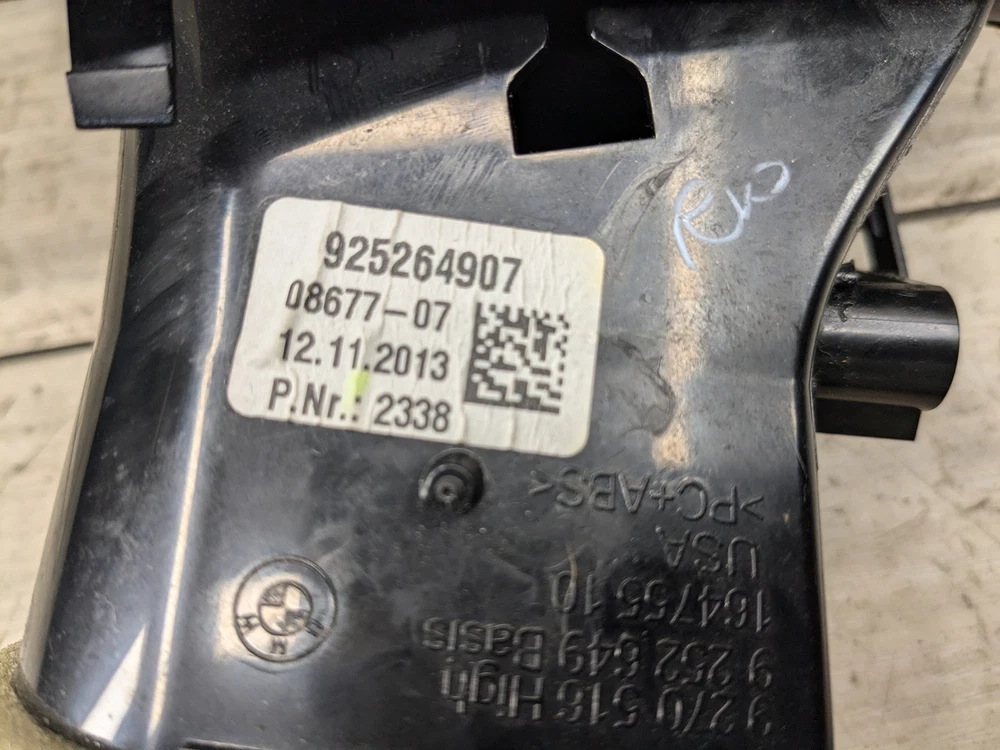 925264907
08677-07
12.11.2013
P.Nr.: 2338
>PC+ABS<
USA
164755 10
9 252 649 Basis
9 270 516 High